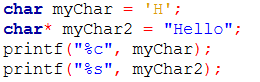 char myChar = 'H';
char* myChar2 = "Hello";
printf("%c", myChar);
printf("%s", myChar2);